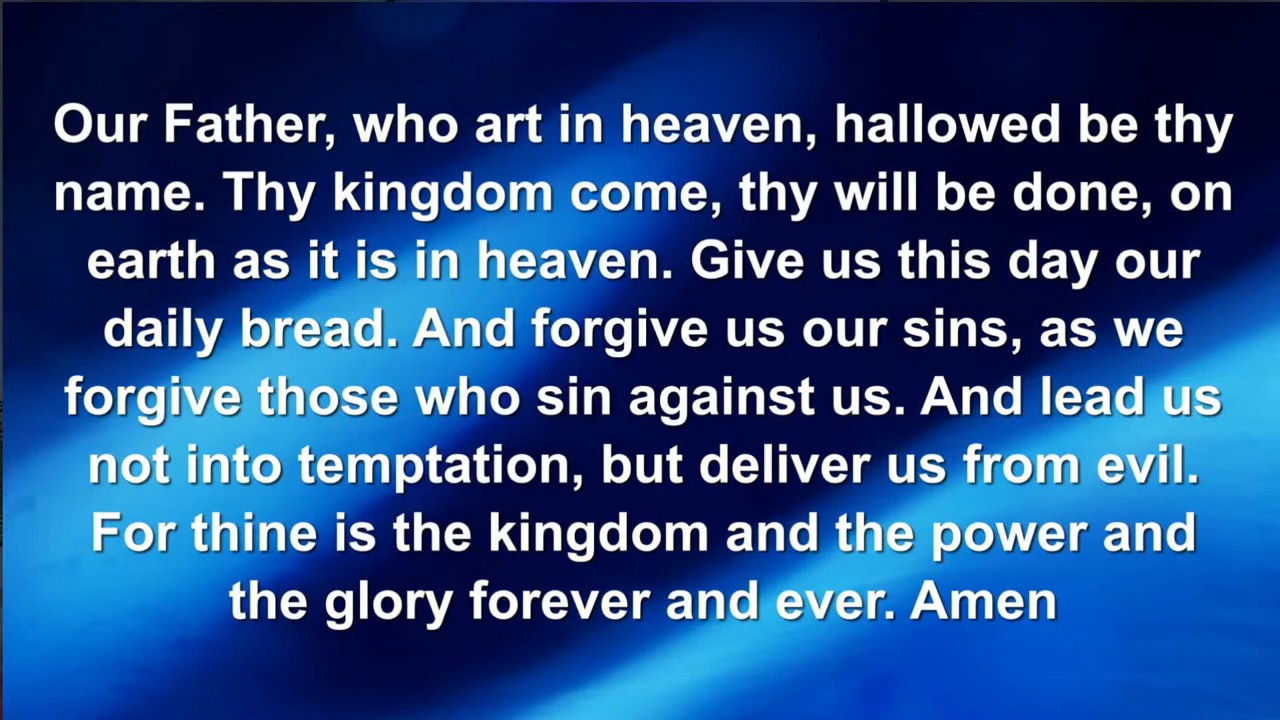 Our Father, who art in heaven, hallowed be thy
name. Thy kingdom come, thy will be done, on
earth as it is in heaven. Give us this day our
daily bread. And forgive us our sins, as we
forgive those who sin against us. And lead us
not into temptation, but deliver us from evil.
For thine is the kingdom and the power and
the glory forever and ever. Amen